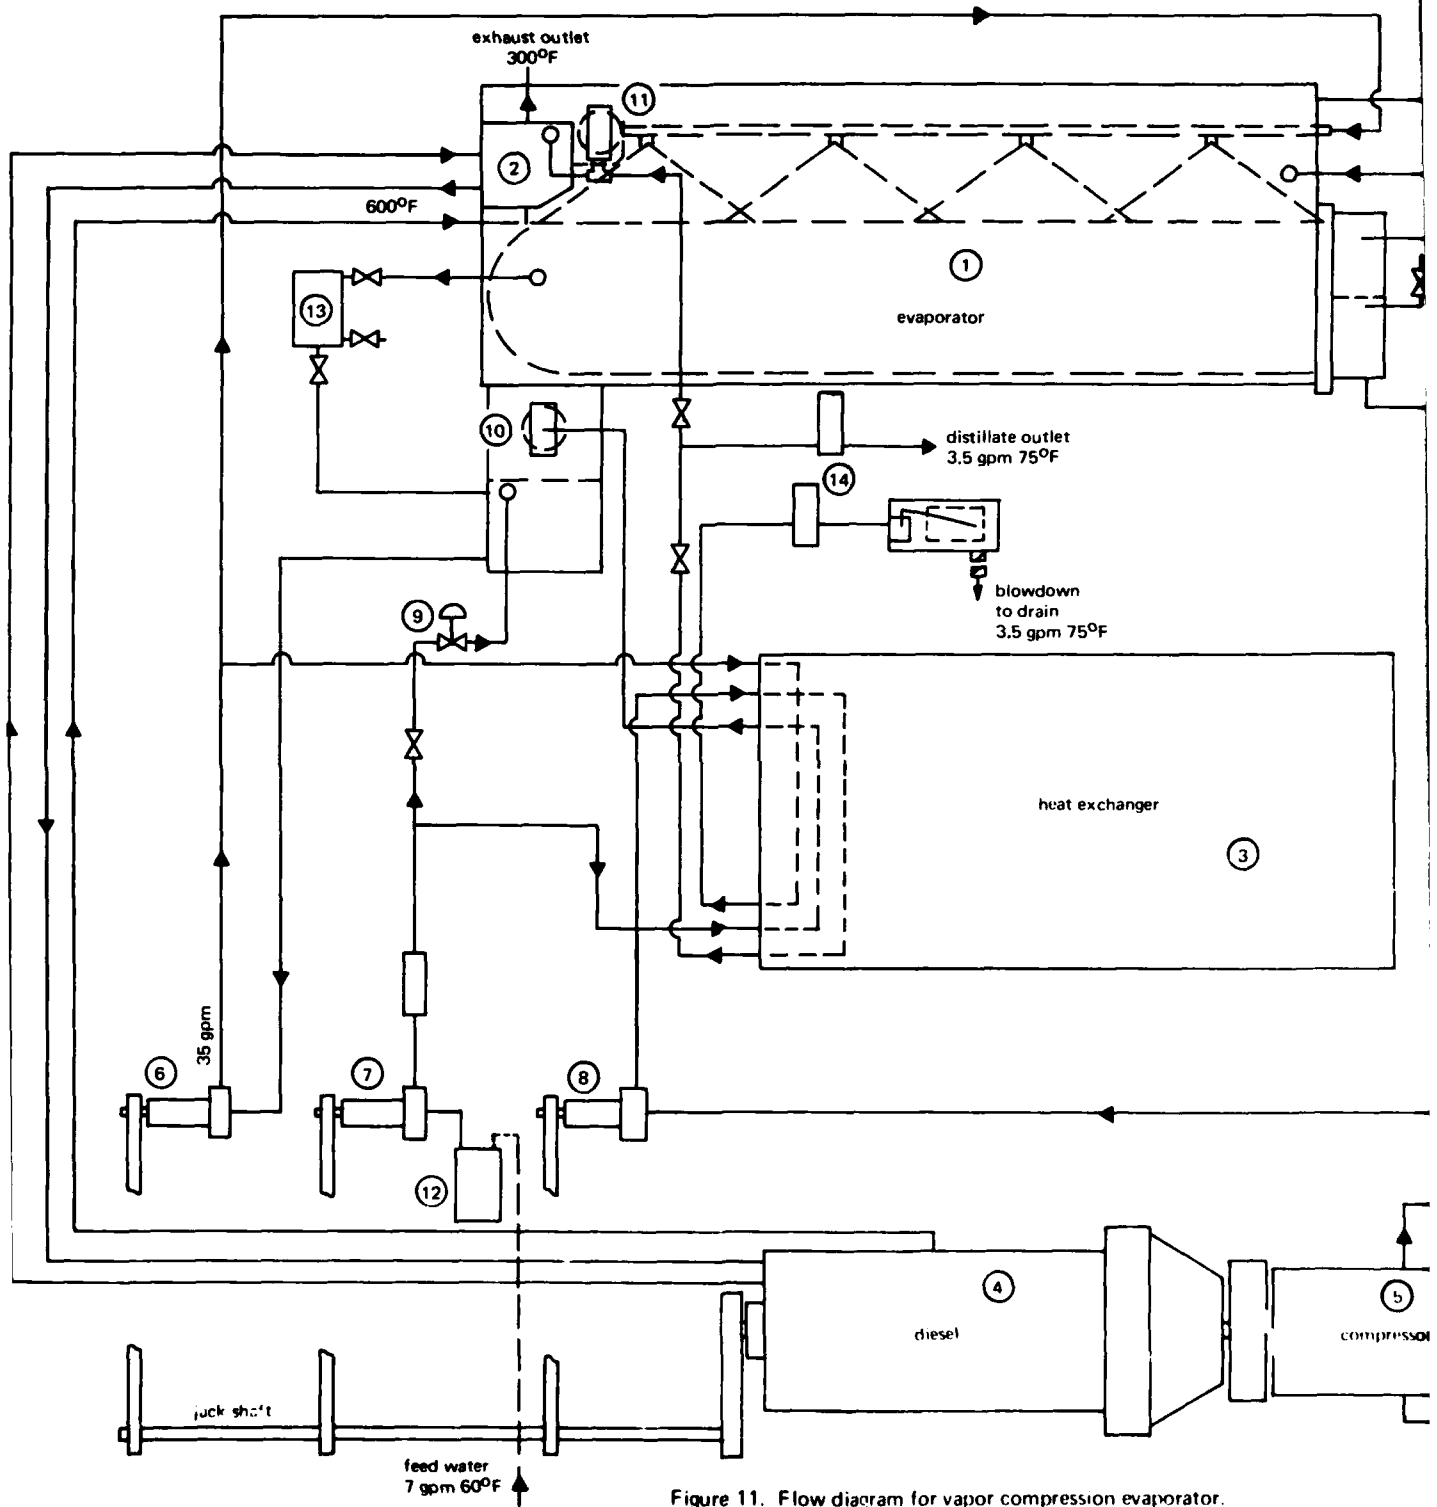 exhaust outlet
300°F
11
2
600°F
1
13
evaporator
10
distillate outlet
3.5 gpm 75°F
14
blowdown
to drain
3.5 gpm 75°F
9
heat exchanger
3
35 gpm
6
7
8
12
4
5
diesel
compressor
jack shaft
feed water
7 gpm 60°F
Figure 11. Flow diagram for vapor compression evaporator.